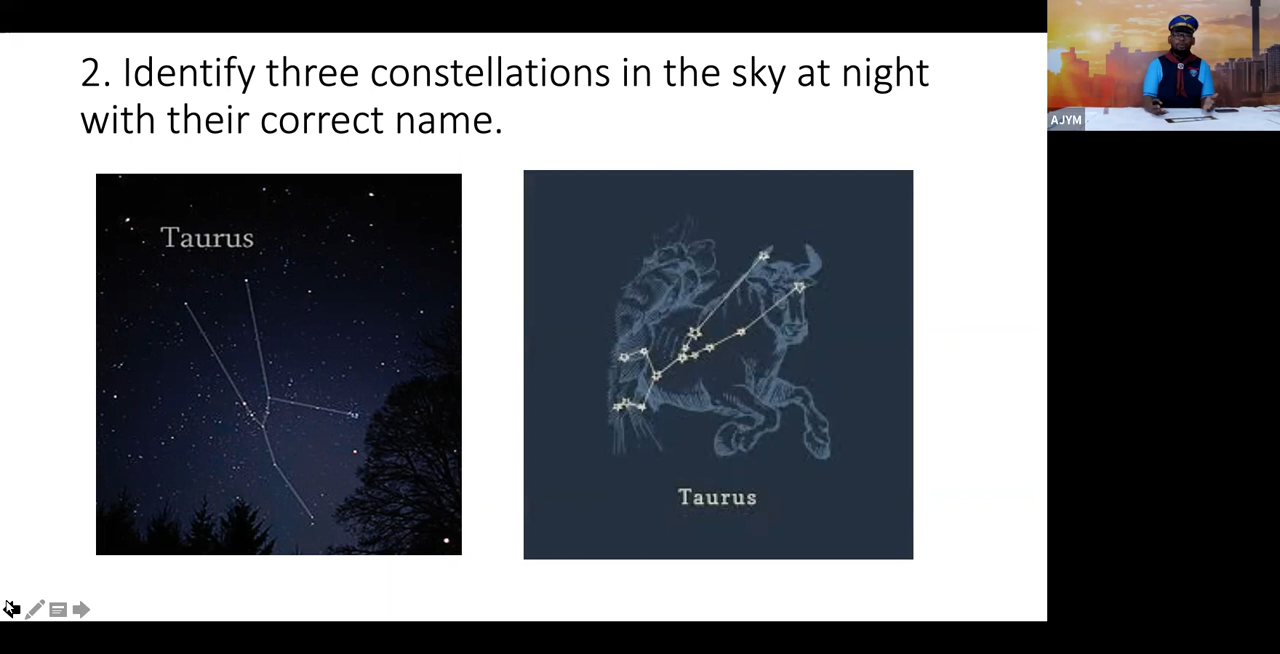 2. Identify three constellations in the sky at night
with their correct name.
AJYM
Taurus
Taurus